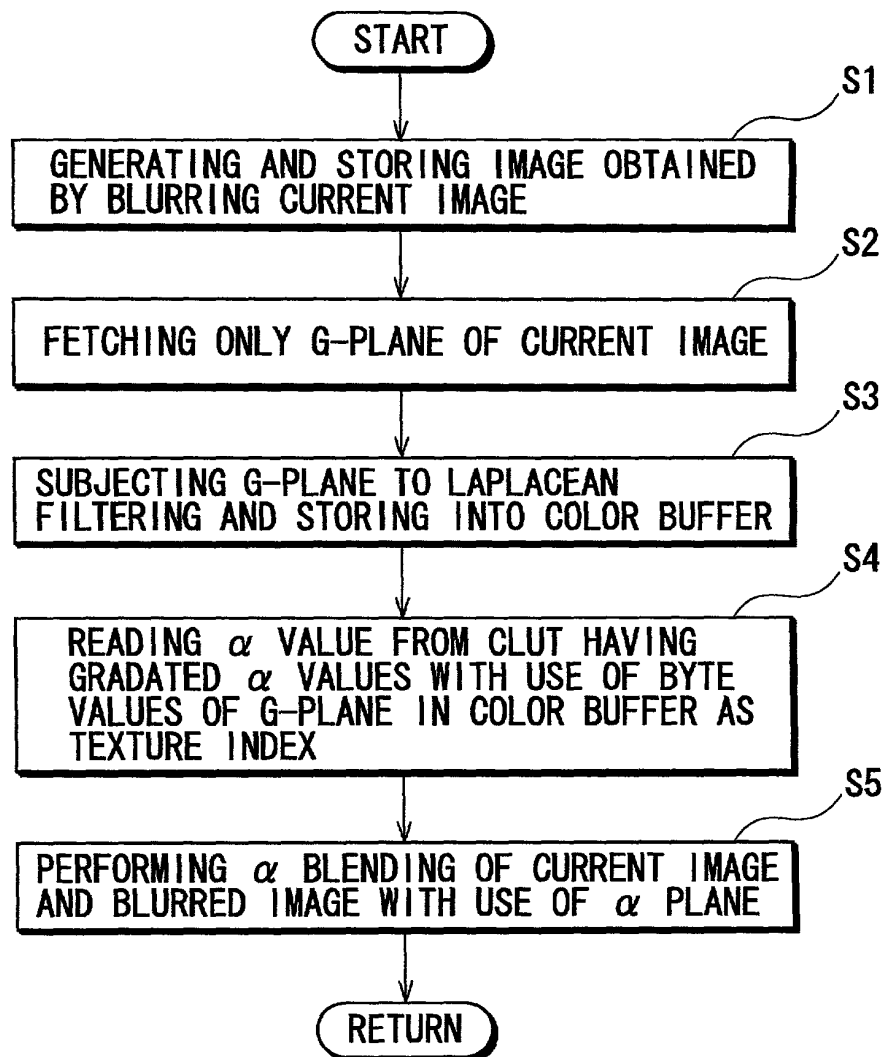 START
S1
GENERATING AND STORING IMAGE OBTAINED
BY BLURRING CURRENT IMAGE
S2
FETCHING ONLY G-PLANE OF CURRENT IMAGE
S3
SUBJECTING G-PLANE TO LAPLACEAN
FILTERING AND STORING INTO COLOR BUFFER
S4
READING α VALUE FROM CLUT HAVING
GRADATED α VALUES WITH USE OF BYTE
VALUES OF G-PLANE IN COLOR BUFFER AS
TEXTURE INDEX
S5
PERFORMING α BLENDING OF CURRENT IMAGE
AND BLURRED IMAGE WITH USE OF α PLANE
RETURN